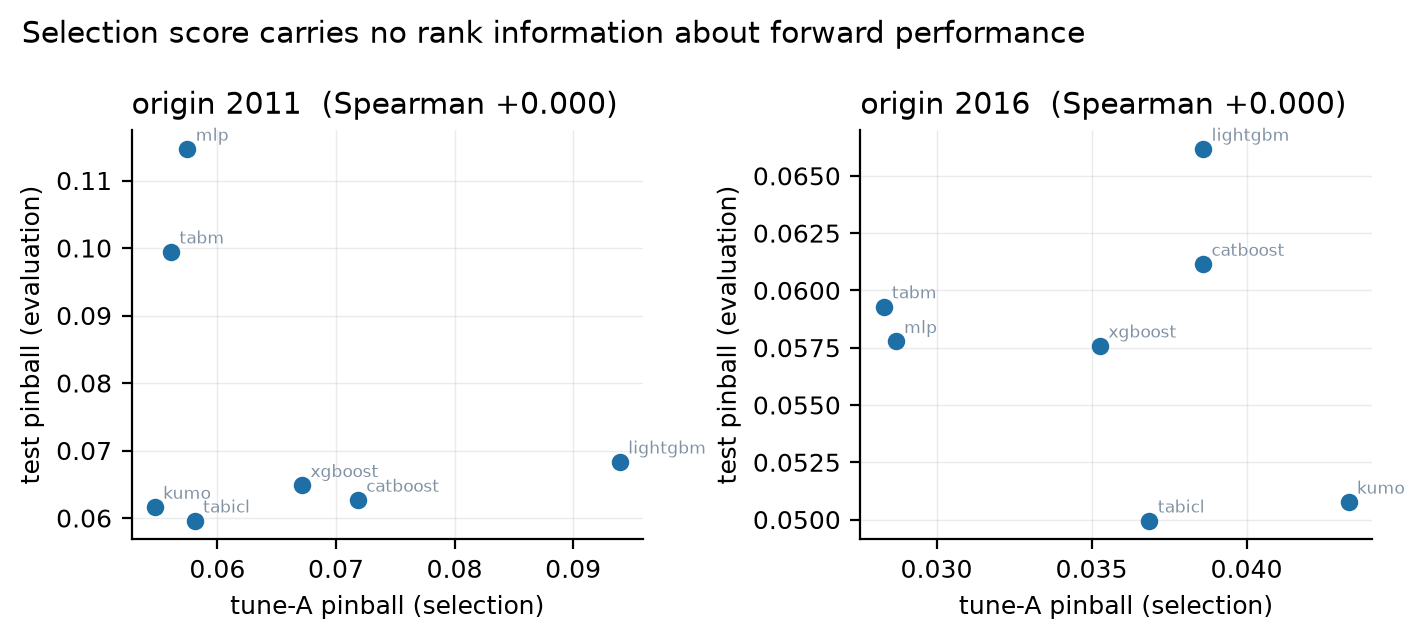 Selection score carries no rank information about forward performance
origin 2011  (Spearman +0.000)
mlp
tabm
lightgbm
xgboost
catboost
kumo
tabicl
0.11
0.10
0.09
0.08
0.07
0.06
test pinball (evaluation)
0.06 0.07 0.08 0.09
tune-A pinball (selection)
origin 2016  (Spearman +0.000)
lightgbm
catboost
tabm
mlp
xgboost
kumo
tabicl
0.0650
0.0625
0.0600
0.0575
0.0550
0.0525
0.0500
test pinball (evaluation)
0.030 0.035 0.040
tune-A pinball (selection)